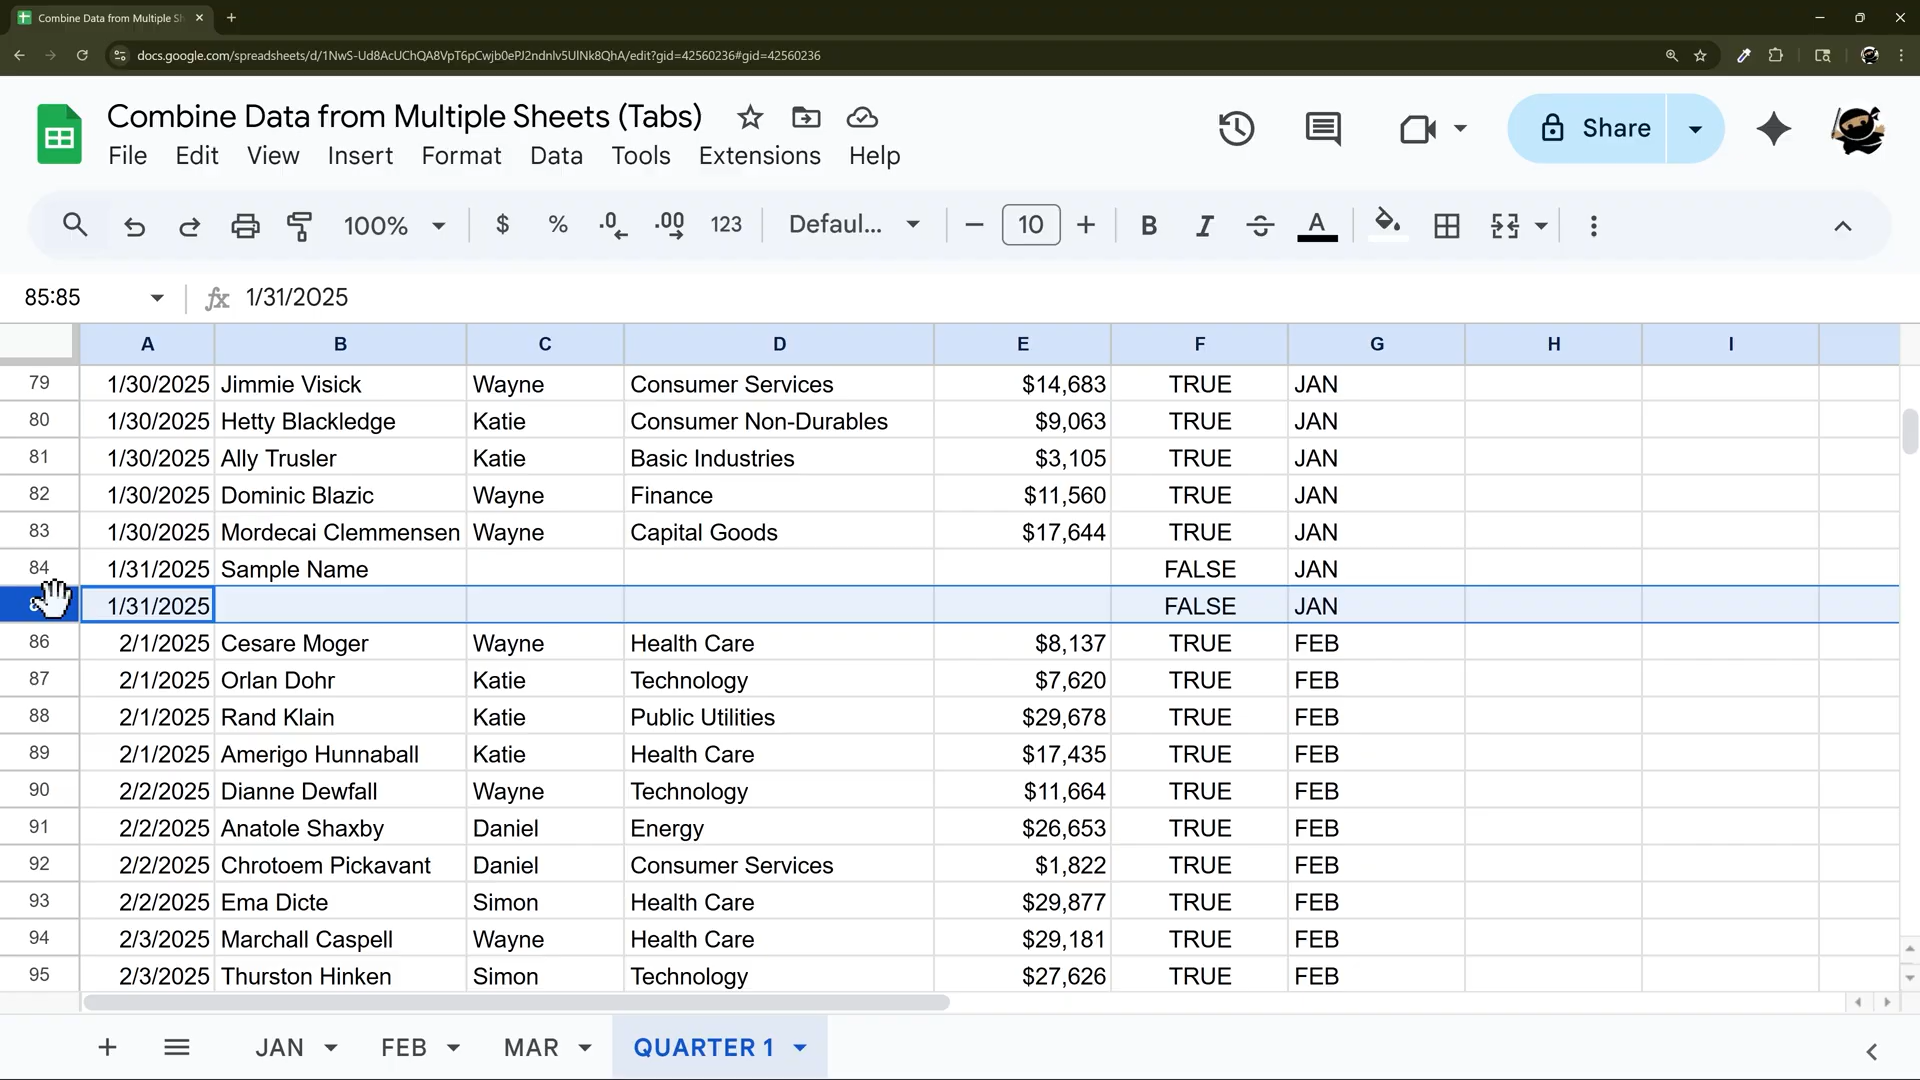 Combine Data from Multiple Sh
docs.google.com/spreadsheets/d/1NwS-Ud8AcUChQA8VpT6pCwjb0ePJ2ndnlv5UlNk8QhA/edit?gid=42560236#gid=42560236
Combine Data from Multiple Sheets (Tabs)
File Edit View Insert Format Data Tools Extensions Help
Share
100% $ % .0 .00 123 Defaul... 10 B I S A
85:85 fx 1/31/2025
A B C D E F G H I
79 1/30/2025 Jimmie Visick Wayne Consumer Services $14,683 TRUE JAN
80 1/30/2025 Hetty Blackledge Katie Consumer Non-Durables $9,063 TRUE JAN
81 1/30/2025 Ally Trusler Katie Basic Industries $3,105 TRUE JAN
82 1/30/2025 Dominic Blazic Wayne Finance $11,560 TRUE JAN
83 1/30/2025 Mordecai Clemmensen Wayne Capital Goods $17,644 TRUE JAN
84 1/31/2025 Sample Name FALSE JAN
1/31/2025 FALSE JAN
86 2/1/2025 Cesare Moger Wayne Health Care $8,137 TRUE FEB
87 2/1/2025 Orlan Dohr Katie Technology $7,620 TRUE FEB
88 2/1/2025 Rand Klain Katie Public Utilities $29,678 TRUE FEB
89 2/1/2025 Amerigo Hunnaball Katie Health Care $17,435 TRUE FEB
90 2/2/2025 Dianne Dewfall Wayne Technology $11,664 TRUE FEB
91 2/2/2025 Anatole Shaxby Daniel Energy $26,653 TRUE FEB
92 2/2/2025 Chrotoem Pickavant Daniel Consumer Services $1,822 TRUE FEB
93 2/2/2025 Ema Dicte Simon Health Care $29,877 TRUE FEB
94 2/3/2025 Marchall Caspell Wayne Health Care $29,181 TRUE FEB
95 2/3/2025 Thurston Hinken Simon Technology $27,626 TRUE FEB
JAN FEB MAR QUARTER 1